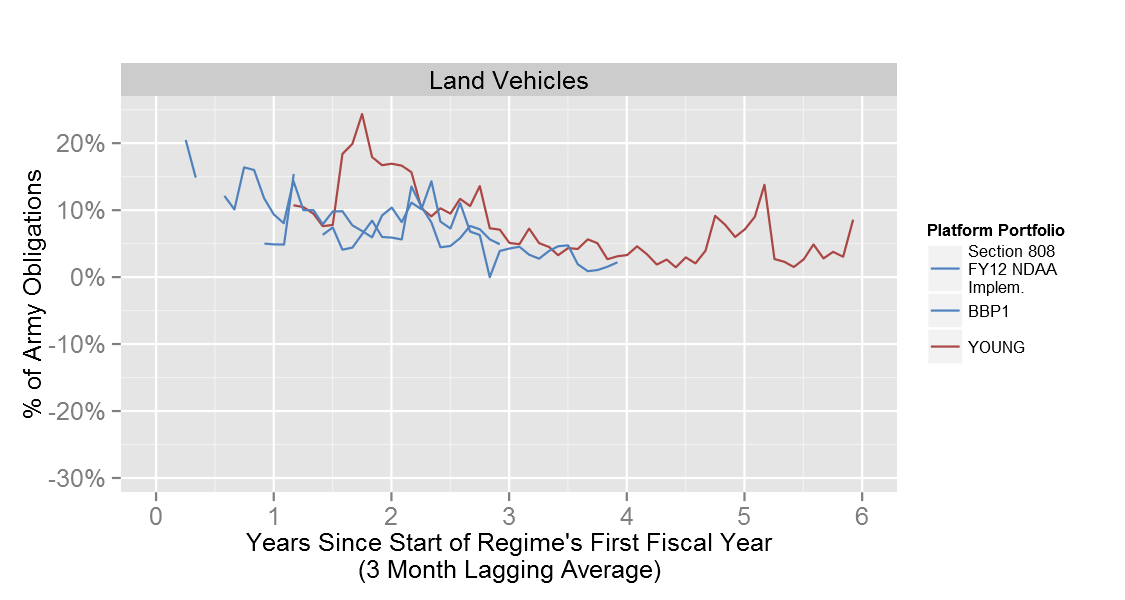 Land Vehicles
% of Army Obligations
20%
10%
0%
-10%
-20%
-30%
0
1
2
3
4
5
6
Years Since Start of Regime's First Fiscal Year
(3 Month Lagging Average)
Platform Portfolio
Section 808
FY12 NDAA
Implem.
BBP1
YOUNG